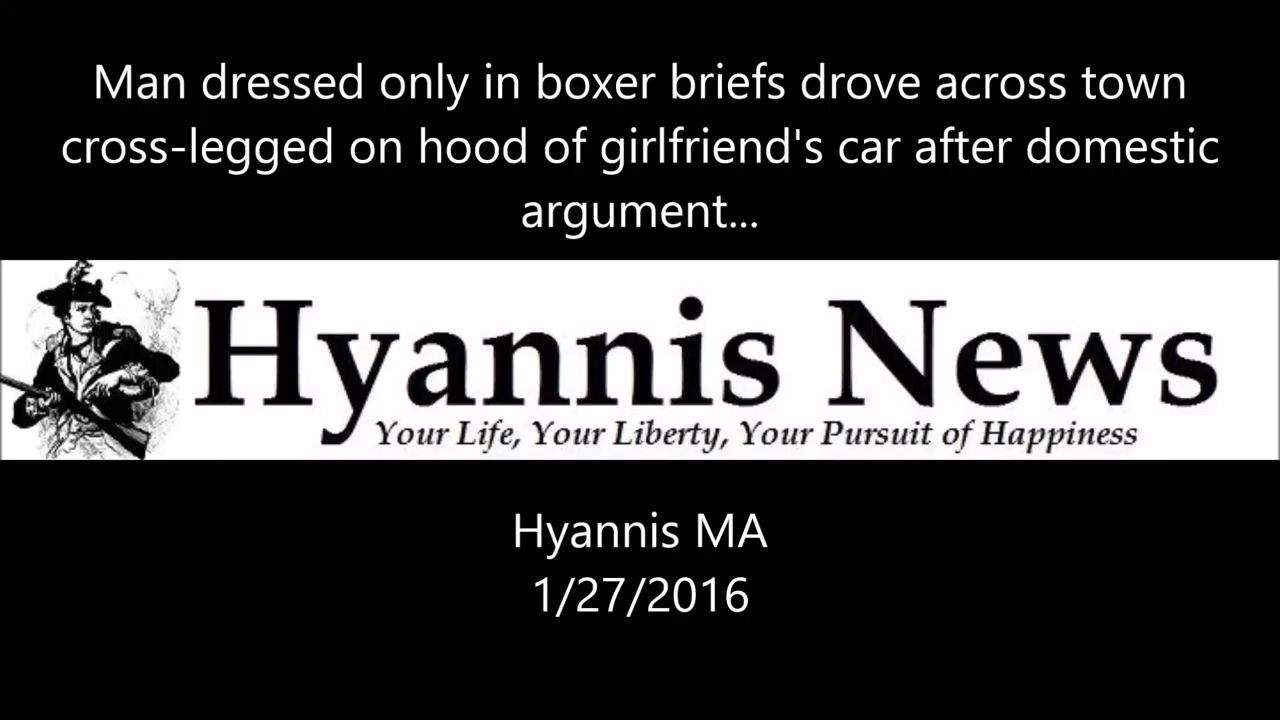 Man dressed only in boxer briefs drove across town
cross-legged on hood of girlfriend's car after domestic
argument...
Hyannis News
Your Life, Your Liberty, Your Pursuit of Happiness
Hyannis MA
1/27/2016